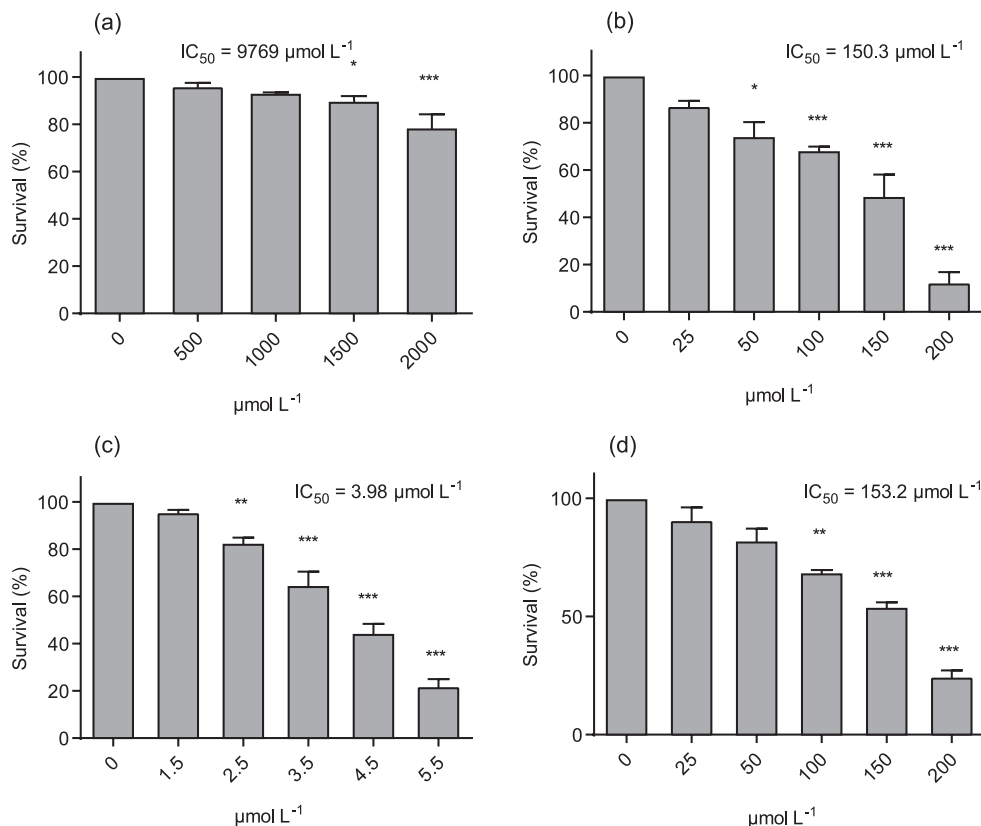 (a)
IC50 = 9769 µmol L-1
*
***
100
80
60
40
20
0
Survival (%)
0 500 1000 1500 2000
µmol L-1
(b)
IC50 = 150.3 µmol L-1
*
***
***
***
100
80
60
40
20
0
Survival (%)
0 25 50 100 150 200
µmol L-1
(c)
IC50 = 3.98 µmol L-1
**
***
***
***
100
80
60
40
20
0
Survival (%)
0 1.5 2.5 3.5 4.5 5.5
µmol L-1
(d)
IC50 = 153.2 µmol L-1
**
***
***
100
50
0
Survival (%)
0 25 50 100 150 200
µmol L-1